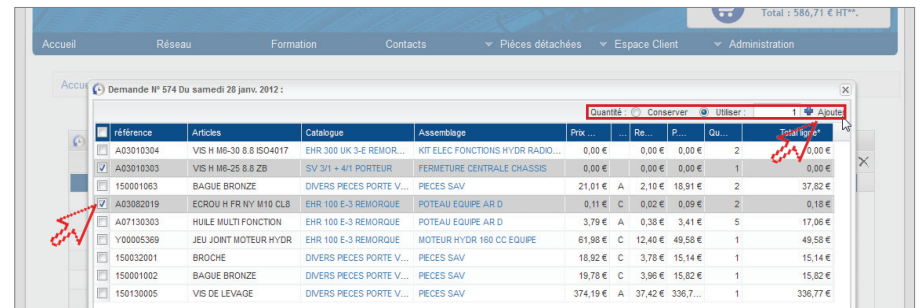 Total : 586,71 € HT**.
Accueil Réseau Formation Contacts Pièces détachées Espace Client Administration
Accue
Demande Nº 574 Du samedi 28 janv. 2012 :
Quantité : Conserver Utiliser : 1 Ajouter
référence Articles Catalogue Assemblage Prix ... ... Re... P... Qu... Total ligne*
A03010304 VIS H M6-30 8.8 ISO4017 EHR 300 UK 3-E REMOR... KIT ELEC FONCTIONS HYDR RADIO... 0,00 € 0,00 € 0,00 € 2 0,00 €
A03010303 VIS H M6-25 8.8 ZB SV 3/1 + 4/1 PORTEUR FERMETURE CENTRALE CHASSIS 0,00 € 0,00 € 0,00 € 1 0,00 €
150001063 BAGUE BRONZE DIVERS PIECES PORTE V... PIECES SAV 21,01 € A 2,10 € 18,91 € 2 37,82 €
A03082019 ECROU H FR NY M10 CL8 EHR 100 E-3 REMORQUE POTEAU EQUIPE AR D 0,11 € C 0,02 € 0,09 € 2 0,18 €
A07130303 HUILE MULTI FONCTION EHR 100 E-3 REMORQUE POTEAU EQUIPE AR D 3,79 € A 0,38 € 3,41 € 5 17,06 €
Y00005369 JEU JOINT MOTEUR HYDR EHR 100 E-3 REMORQUE MOTEUR HYDR 160 CC EQUIPE 61,98 € C 12,40 € 49,58 € 1 49,58 €
150032001 BROCHE DIVERS PIECES PORTE V... PIECES SAV 18,92 € C 3,78 € 15,14 € 1 15,14 €
150001002 BAGUE BRONZE DIVERS PIECES PORTE V... PIECES SAV 19,78 € C 3,96 € 15,82 € 1 15,82 €
150130005 VIS DE LEVAGE DIVERS PIECES PORTE V... PIECES SAV 374,19 € A 37,42 € 336,7... 1 336,77 €